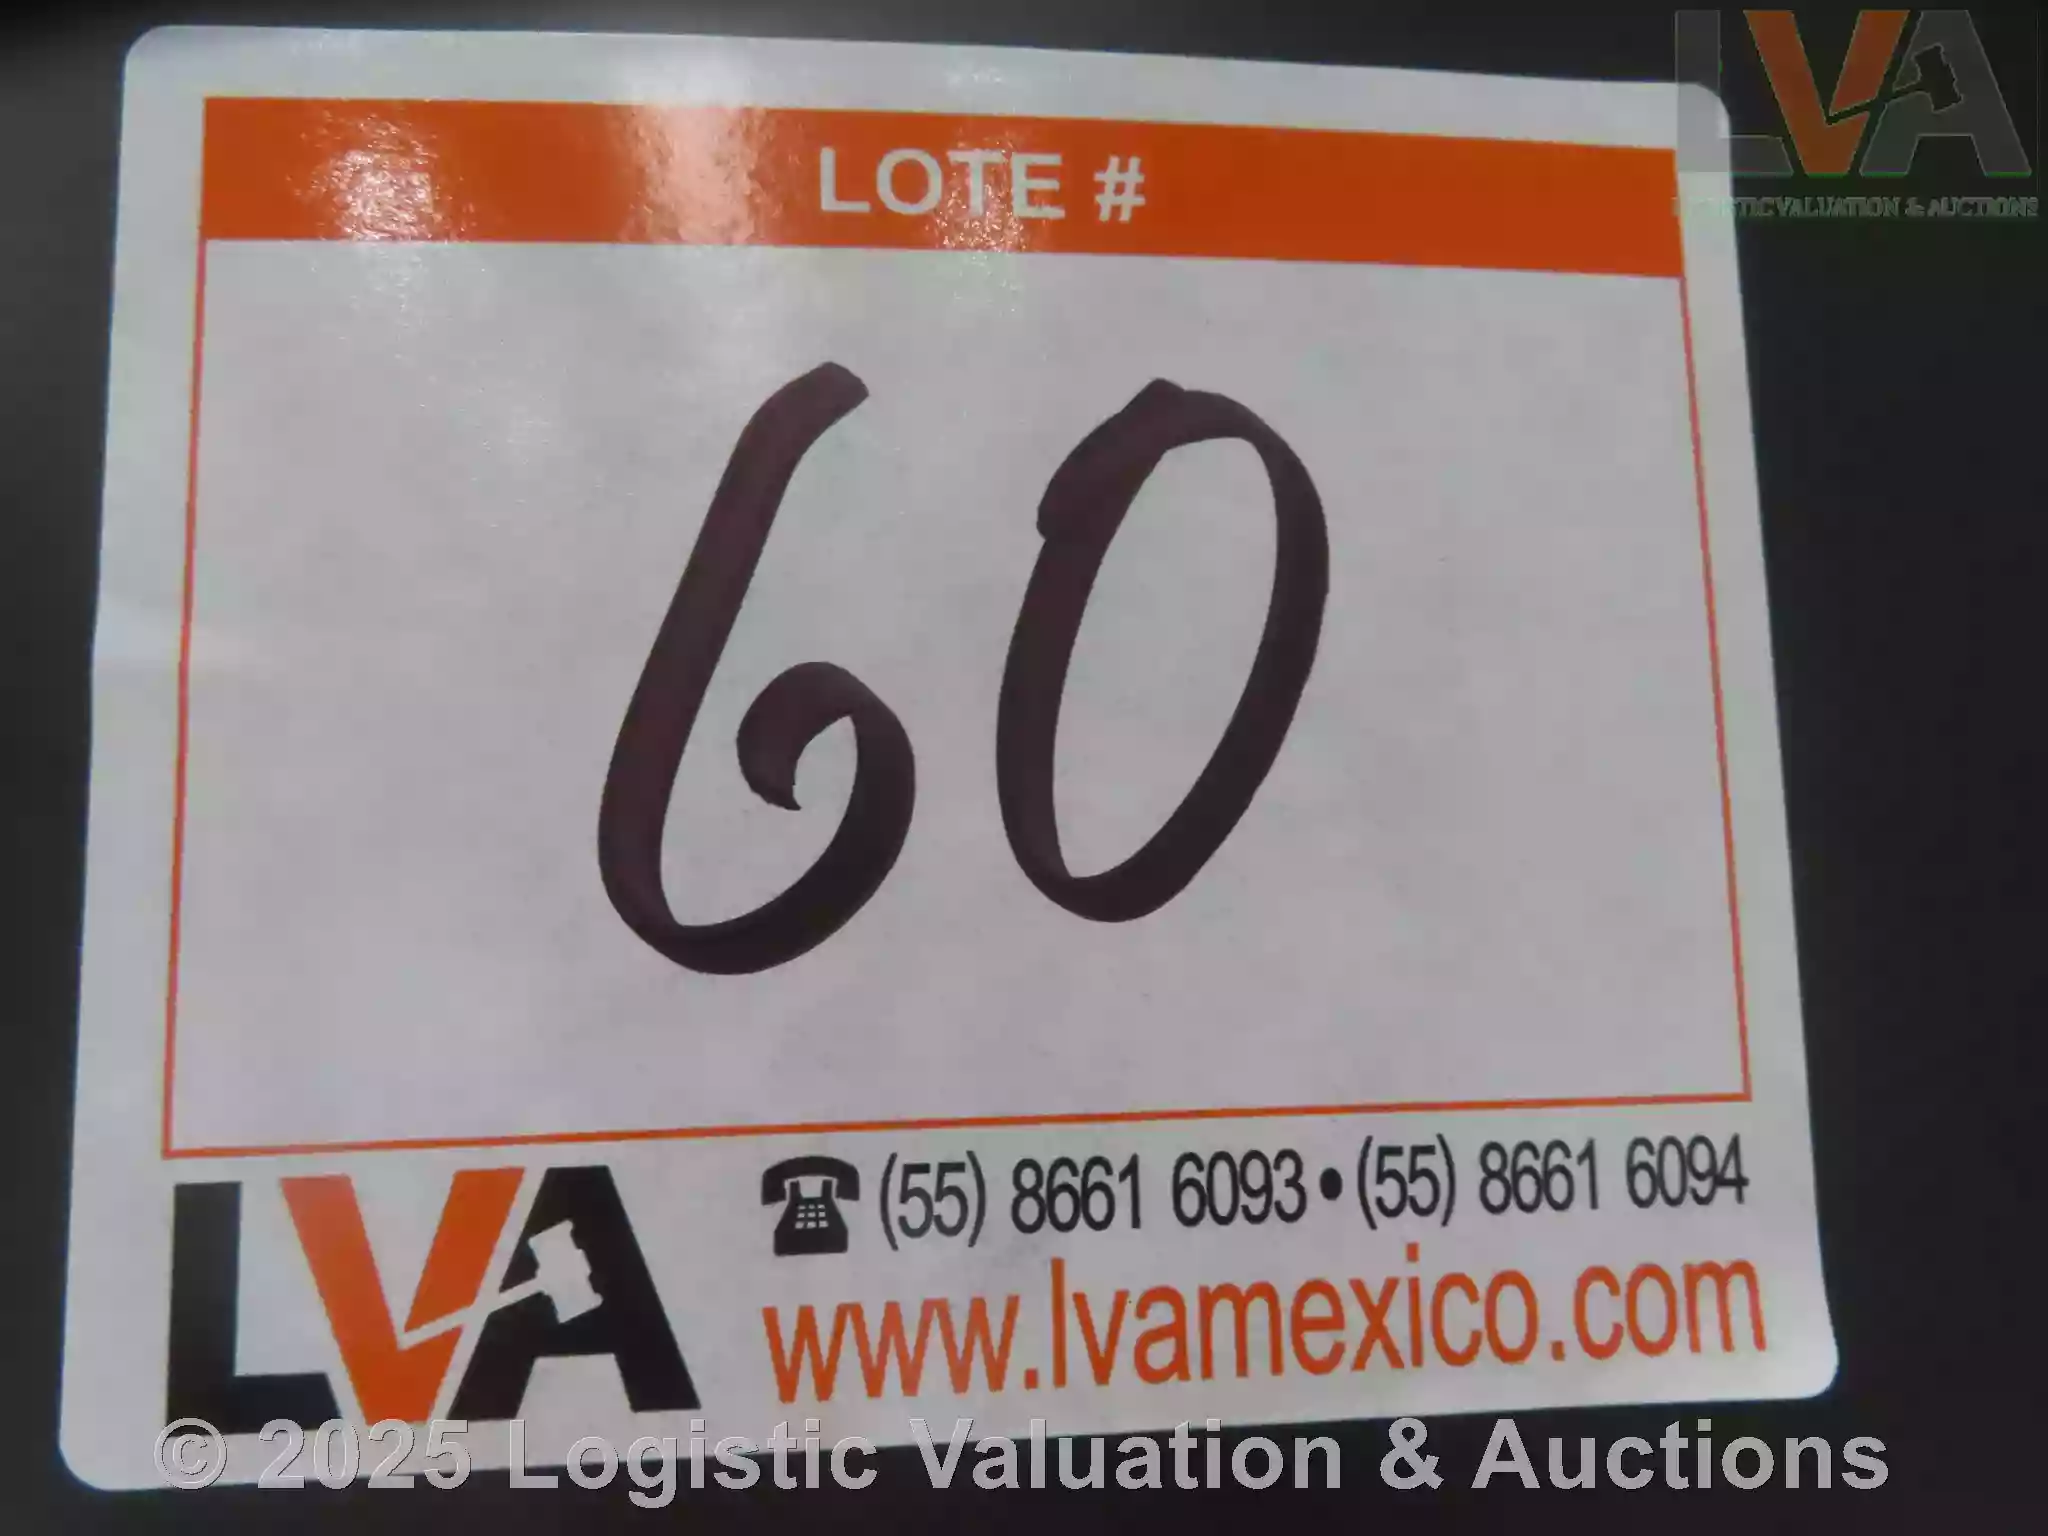 LVA
LOGISTIC VALUATION & AUCTIONS
LOTE #
60
LVA
(55) 8661 6093 • (55) 8661 6094
www.lvamexico.com
© 2025 Logistic Valuation & Auctions